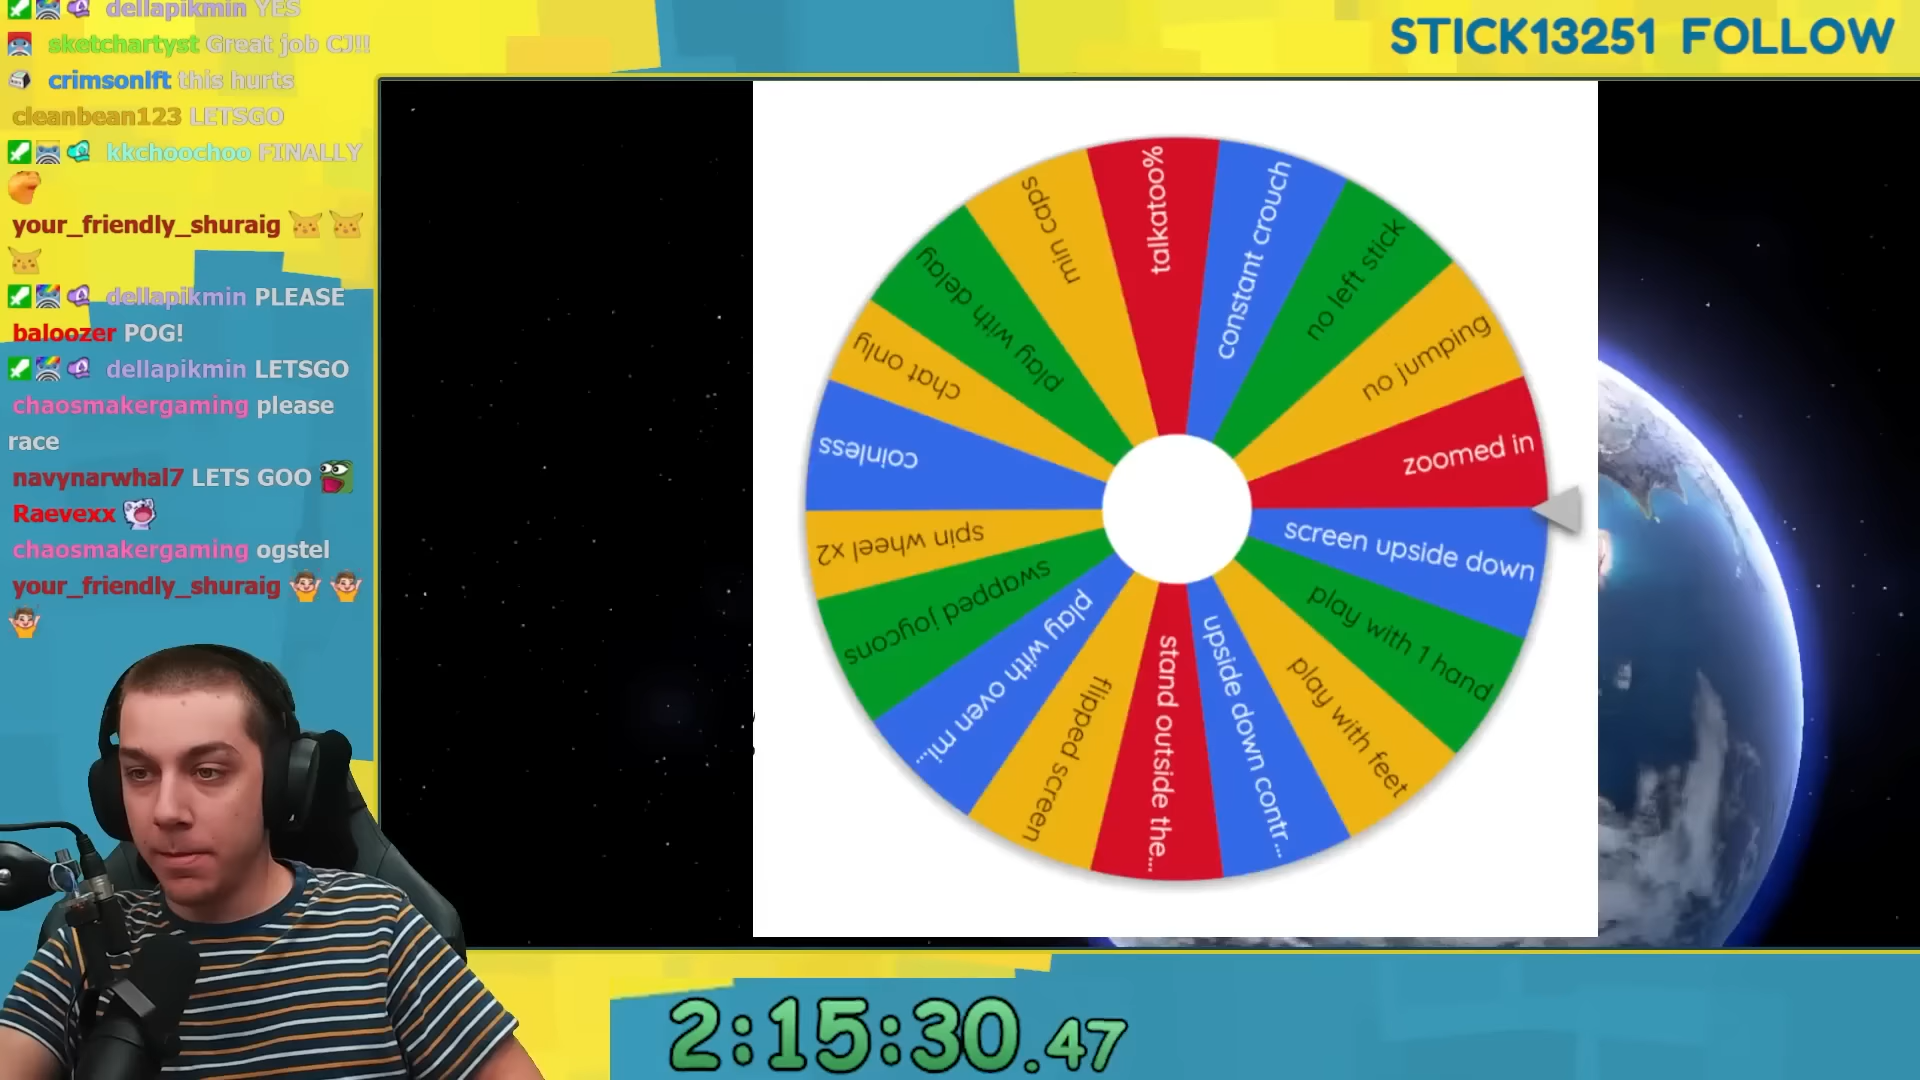 dellapikmin YES
sketchartyst Great job CJ!!
crimsonlft this hurts
cleanbean123 LETSGO
kkchoochoo FINALLY
your_friendly_shuraig
dellapikmin PLEASE
baloozer POG!
dellapikmin LETSGO
chaosmakergaming please
race
navynarwhal7 LETS GOO
Raevexx
chaosmakergaming ogstel
your_friendly_shuraig
STICK13251 FOLLOW
talkatoo%
constant crouch
no left stick
no jumping
zoomed in
screen upside down
play with 1 hand
play with feet
upside down contr...
stand outside the...
flipped screen
play with oven mi...
swapped joycons
spin wheel x2
coinless
chat only
play with delay
min caps
2:15:30.47